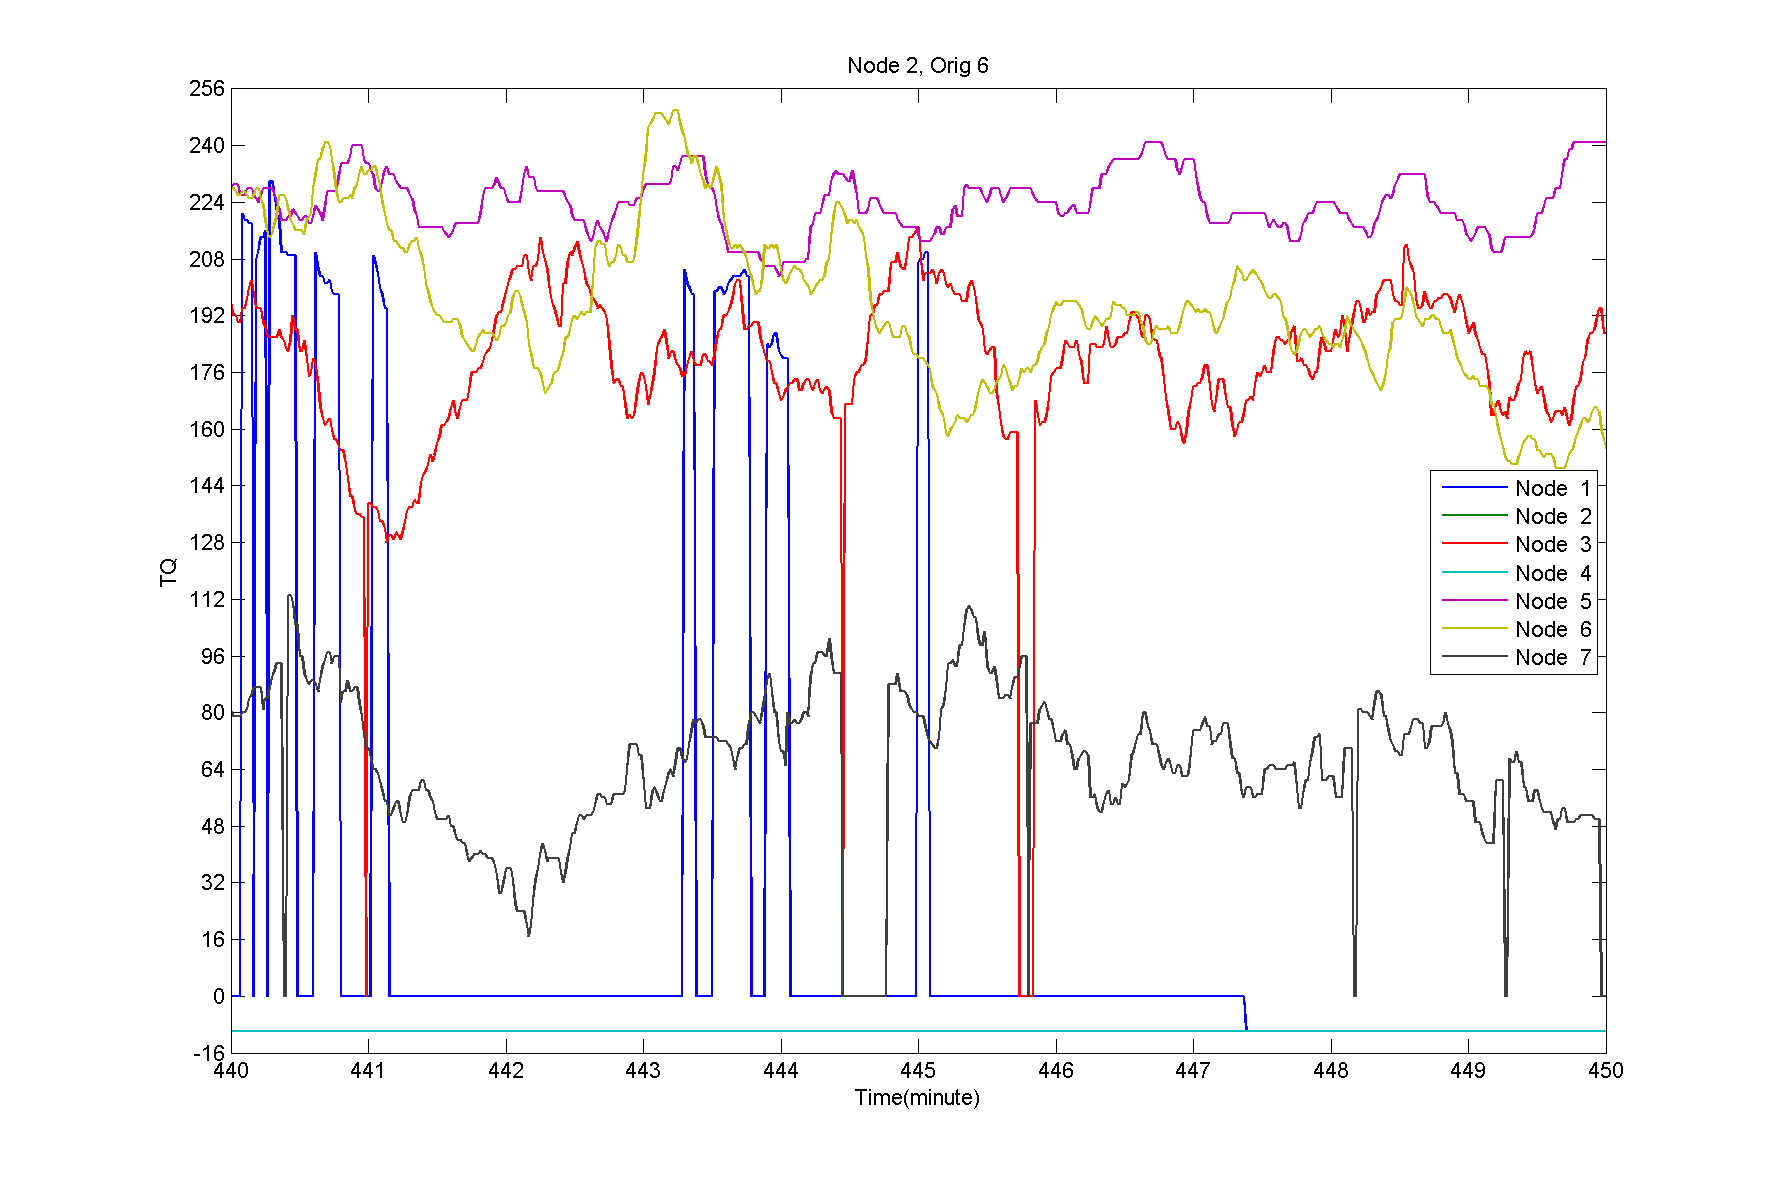 Node 2, Orig 6
256
240
224
208
192
176
160
144
128
112
96
80
64
48
32
16
0
-16
TQ
Node 1
Node 2
Node 3
Node 4
Node 5
Node 6
Node 7
440 441 442 443 444 445 446 447 448 449 450
Time(minute)